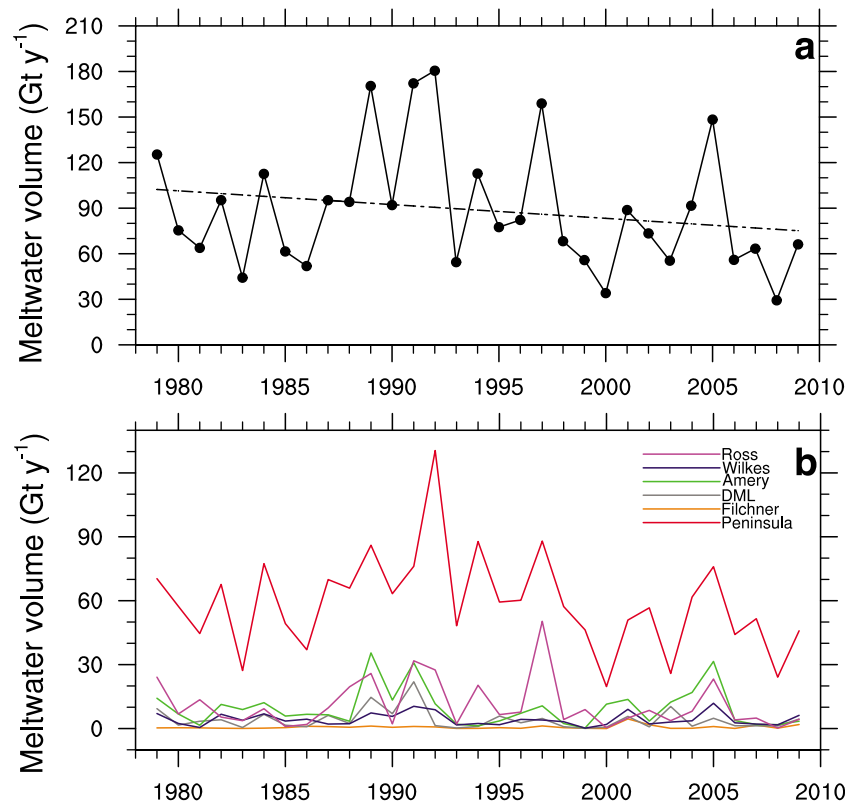 a
Meltwater volume (Gt y⁻¹)
210
180
150
120
90
60
30
0
1980 1985 1990 1995 2000 2005 2010
b
Meltwater volume (Gt y⁻¹)
120
90
60
30
0
Ross
Wilkes
Amery
DML
Filchner
Peninsula
1980 1985 1990 1995 2000 2005 2010